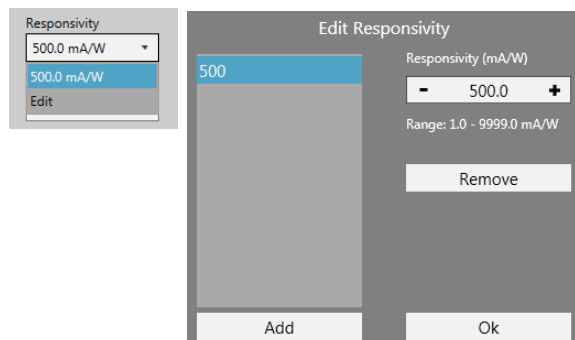 Responsivity
500.0 mA/W
500.0 mA/W
Edit
Edit Responsivity
500
Responsivity (mA/W)
- 500.0 +
Range: 1.0 - 9999.0 mA/W
Remove
Add
Ok